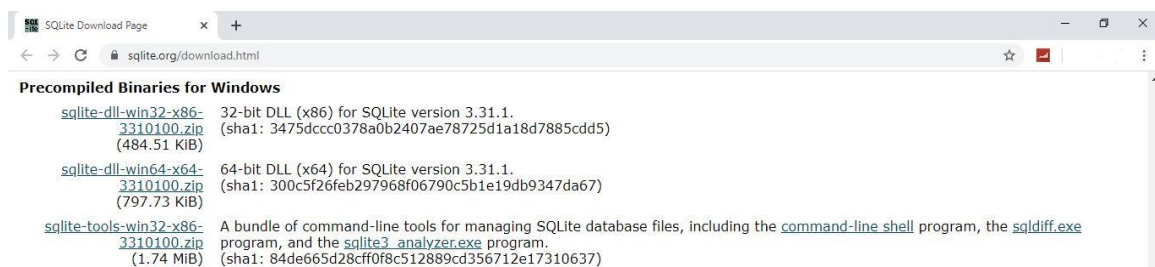 SQLite Download Page
sqlite.org/download.html
Precompiled Binaries for Windows
sqlite-dll-win32-x86-3310100.zip
(484.51 KiB)
32-bit DLL (x86) for SQLite version 3.31.1.
(sha1: 3475dccc0378a0b2407ae78725d1a18d7885cdd5)
sqlite-dll-win64-x64-3310100.zip
(797.73 KiB)
64-bit DLL (x64) for SQLite version 3.31.1.
(sha1: 300c5f26feb297968f06790c5b1e19db9347da67)
sqlite-tools-win32-x86-3310100.zip
(1.74 MiB)
A bundle of command-line tools for managing SQLite database files, including the command-line shell program, the sqldiff.exe
program, and the sqlite3_analyzer.exe program.
(sha1: 84de665d28cff0f8c512889cd356712e17310637)